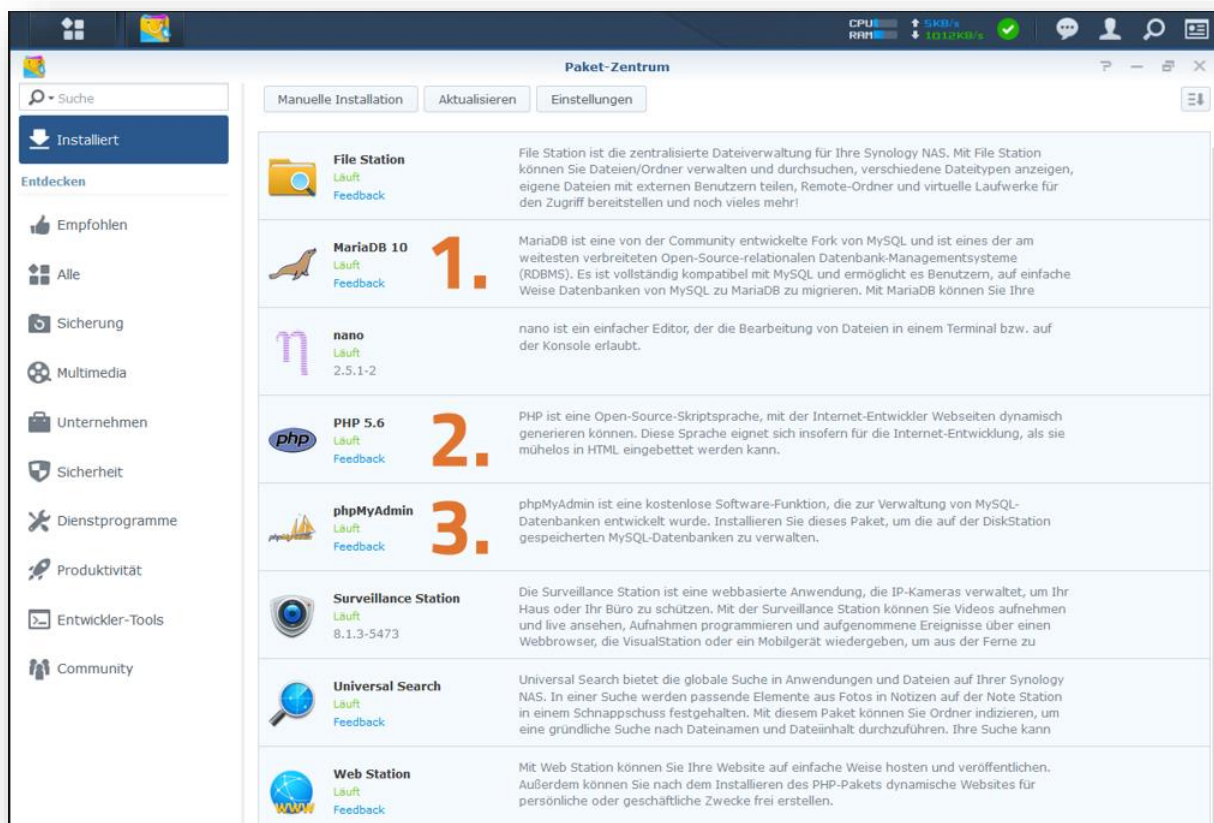 CPU
RAM
5KB/s
1012KB/s
Paket-Zentrum
Suche
Installiert
Entdecken
Empfohlen
Alle
Sicherung
Multimedia
Unternehmen
Sicherheit
Dienstprogramme
Produktivität
Entwickler-Tools
Community
Manuelle Installation
Aktualisieren
Einstellungen
File Station
Läuft
Feedback
File Station ist die zentralisierte Dateiverwaltung für Ihre Synology NAS. Mit File Station
können Sie Dateien/Ordner verwalten und durchsuchen, verschiedene Dateitypen anzeigen,
eigene Dateien mit externen Benutzern teilen, Remote-Ordner und virtuelle Laufwerke für
den Zugriff bereitstellen und noch vieles mehr!
MariaDB 10
Läuft
Feedback
1.
MariaDB ist eine von der Community entwickelte Fork von MySQL und ist eines der am
weitesten verbreiteten Open-Source-relationalen Datenbank-Managementsysteme
(RDBMS). Es ist vollständig kompatibel mit MySQL und ermöglicht es Benutzern, auf einfache
Weise Datenbanken von MySQL zu MariaDB zu migrieren. Mit MariaDB können Sie Ihre
nano
Läuft
2.5.1-2
nano ist ein einfacher Editor, der die Bearbeitung von Dateien in einem Terminal bzw. auf
der Konsole erlaubt.
php
PHP 5.6
Läuft
Feedback
2.
PHP ist eine Open-Source-Skriptsprache, mit der Internet-Entwickler Webseiten dynamisch
generieren können. Diese Sprache eignet sich insofern für die Internet-Entwicklung, als sie
mühelos in HTML eingebettet werden kann.
phpMyAdmin
Läuft
Feedback
3.
phpMyAdmin ist eine kostenlose Software-Funktion, die zur Verwaltung von MySQL-
Datenbanken entwickelt wurde. Installieren Sie dieses Paket, um die auf der DiskStation
gespeicherten MySQL-Datenbanken zu verwalten.
Surveillance Station
Läuft
8.1.3-5473
Die Surveillance Station ist eine webbasierte Anwendung, die IP-Kameras verwaltet, um Ihr
Haus oder Ihr Büro zu schützen. Mit der Surveillance Station können Sie Videos aufnehmen
und live ansehen, Aufnahmen programmieren und aufgenommene Ereignisse über einen
Webbrowser, die VisualStation oder ein Mobilgerät wiedergeben, um aus der Ferne zu
Universal Search
Läuft
Feedback
Universal Search bietet die globale Suche in Anwendungen und Dateien auf Ihrer Synology
NAS. In einer Suche werden passende Elemente aus Fotos in Notizen auf der Note Station
in einem Schnappschuss festgehalten. Mit diesem Paket können Sie Ordner indizieren, um
eine gründliche Suche nach Dateinamen und Dateiinhalt durchzuführen. Ihre Suche kann
WWW
Web Station
Läuft
Feedback
Mit Web Station können Sie Ihre Website auf einfache Weise hosten und veröffentlichen.
Außerdem können Sie nach dem Installieren des PHP-Pakets dynamische Websites für
persönliche oder geschäftliche Zwecke frei erstellen.